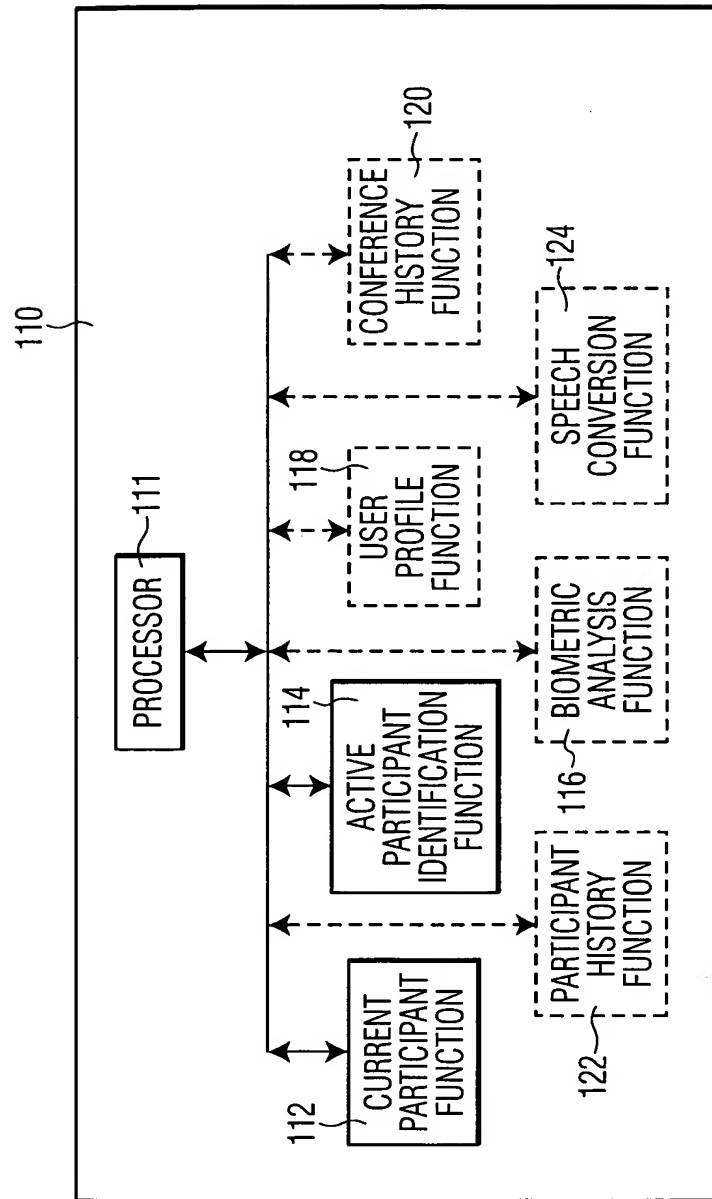 110
PROCESSOR
111
CURRENT
PARTICIPANT
FUNCTION
112
ACTIVE
PARTICIPANT
IDENTIFICATION
FUNCTION
114
USER
PROFILE
FUNCTION
118
CONFERENCE
HISTORY
FUNCTION
120
PARTICIPANT
HISTORY
FUNCTION
122
BIOMETRIC
ANALYSIS
FUNCTION
116
SPEECH
CONVERSION
FUNCTION
124